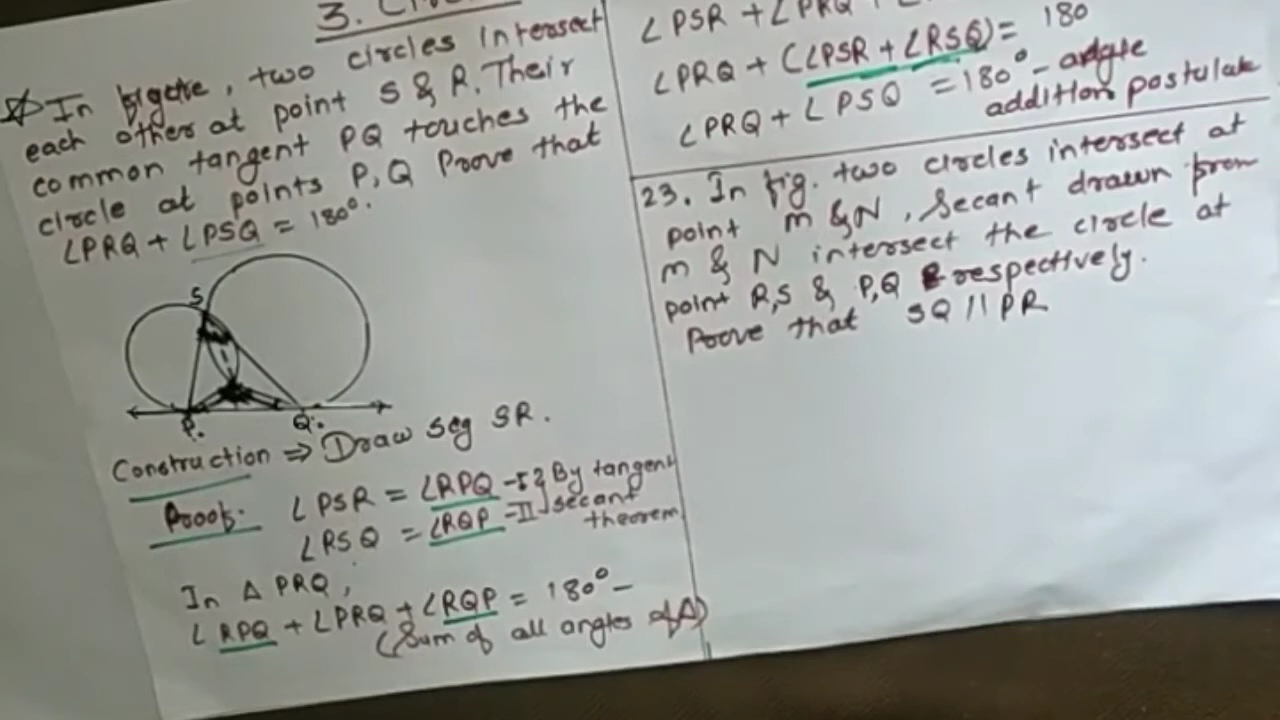 3.
In figure, two circles intersect
each other at point S & R. Their
common tangent PQ touches the
circle at points P, Q Prove that
∠PRQ + ∠PSQ = 180°.
S
P. Q.
Construction ⇒ Draw seg SR.
Proof:- ∠PSR = ∠RPQ -I } By tangent
∠RSQ = ∠RQP -II secant
theorem
In Δ PRQ,
∠RPQ + ∠PRQ + ∠RQP = 180° -
(Sum of all angles of Δ)
∠PSR + ∠PRQ +
∠PRQ + (∠PSR + ∠RSQ) = 180
∠PRQ + ∠PSQ = 180° - angle
addition postulate
23. In fig. two circles intersect at
point m & N, Secant drawn from
m & N intersect the circle at
point R,S & P,Q respectively.
Prove that SQ || PR